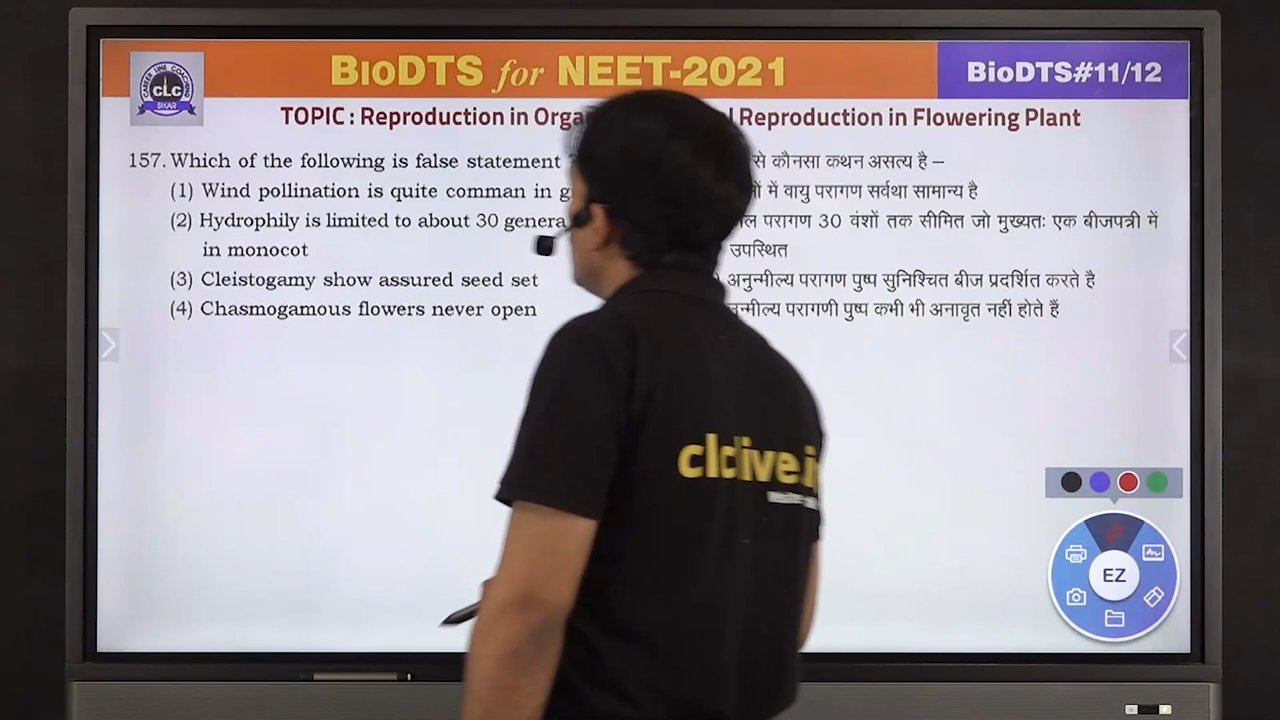 BIODTS for NEET-2021
BioDTS#11/12
CAREER LINE COACHING
CLC
SIKAR
TOPIC : Reproduction in Reproduction in Flowering Plant
157. Which of the following is false statement
(1) Wind pollination is quite comman in
(2) Hydrophily is limited to about 30 genera
in monocot
(3) Cleistogamy show assured seed set
(4) Chasmogamous flowers never open
से कौनसा कथन असत्य है –
में वायु परागण सर्वथा सामान्य है
परागण 30 वंशों तक सीमित जो मुख्यतः एक बीजपत्री में
उपस्थित
अनुन्मील्य परागण पुष्प सुनिश्चित बीज प्रदर्शित करते है
परागणी पुष्प कभी भी अनावृत नहीं होते हैं
EZ